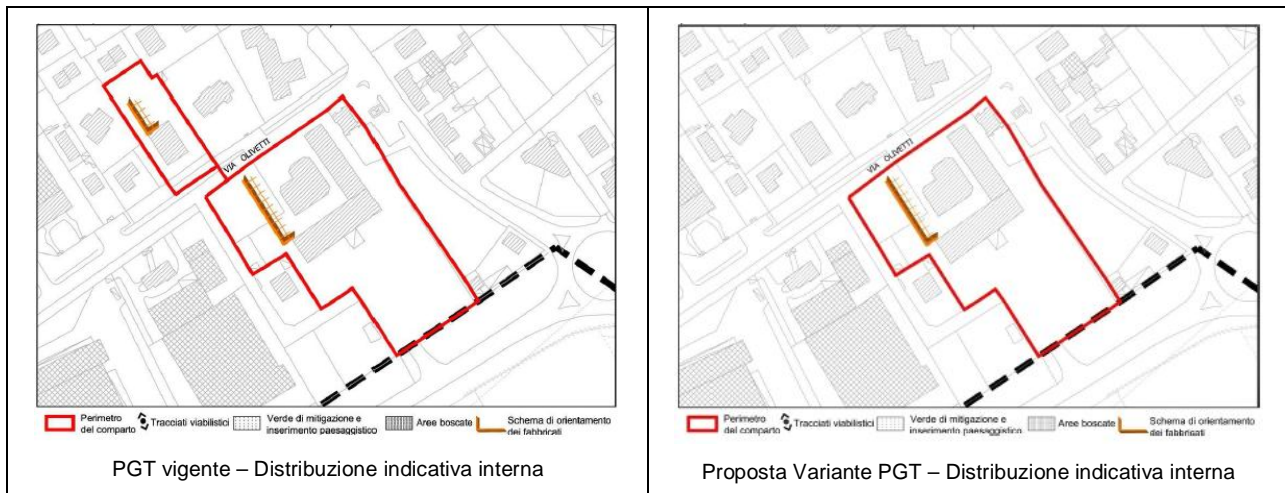 VIA OLIVETTI
Perimetro
del comparto
Tracciati viabilistici
Verde di mitigazione e
inserimento paesaggistico
Aree boscate
Schema di orientamento
dei fabbricati
PGT vigente – Distribuzione indicativa interna
VIA OLIVETTI
Perimetro
del comparto
Tracciati viabilistici
Verde di mitigazione e
inserimento paesaggistico
Aree boscate
Schema di orientamento
dei fabbricati
Proposta Variante PGT – Distribuzione indicativa interna